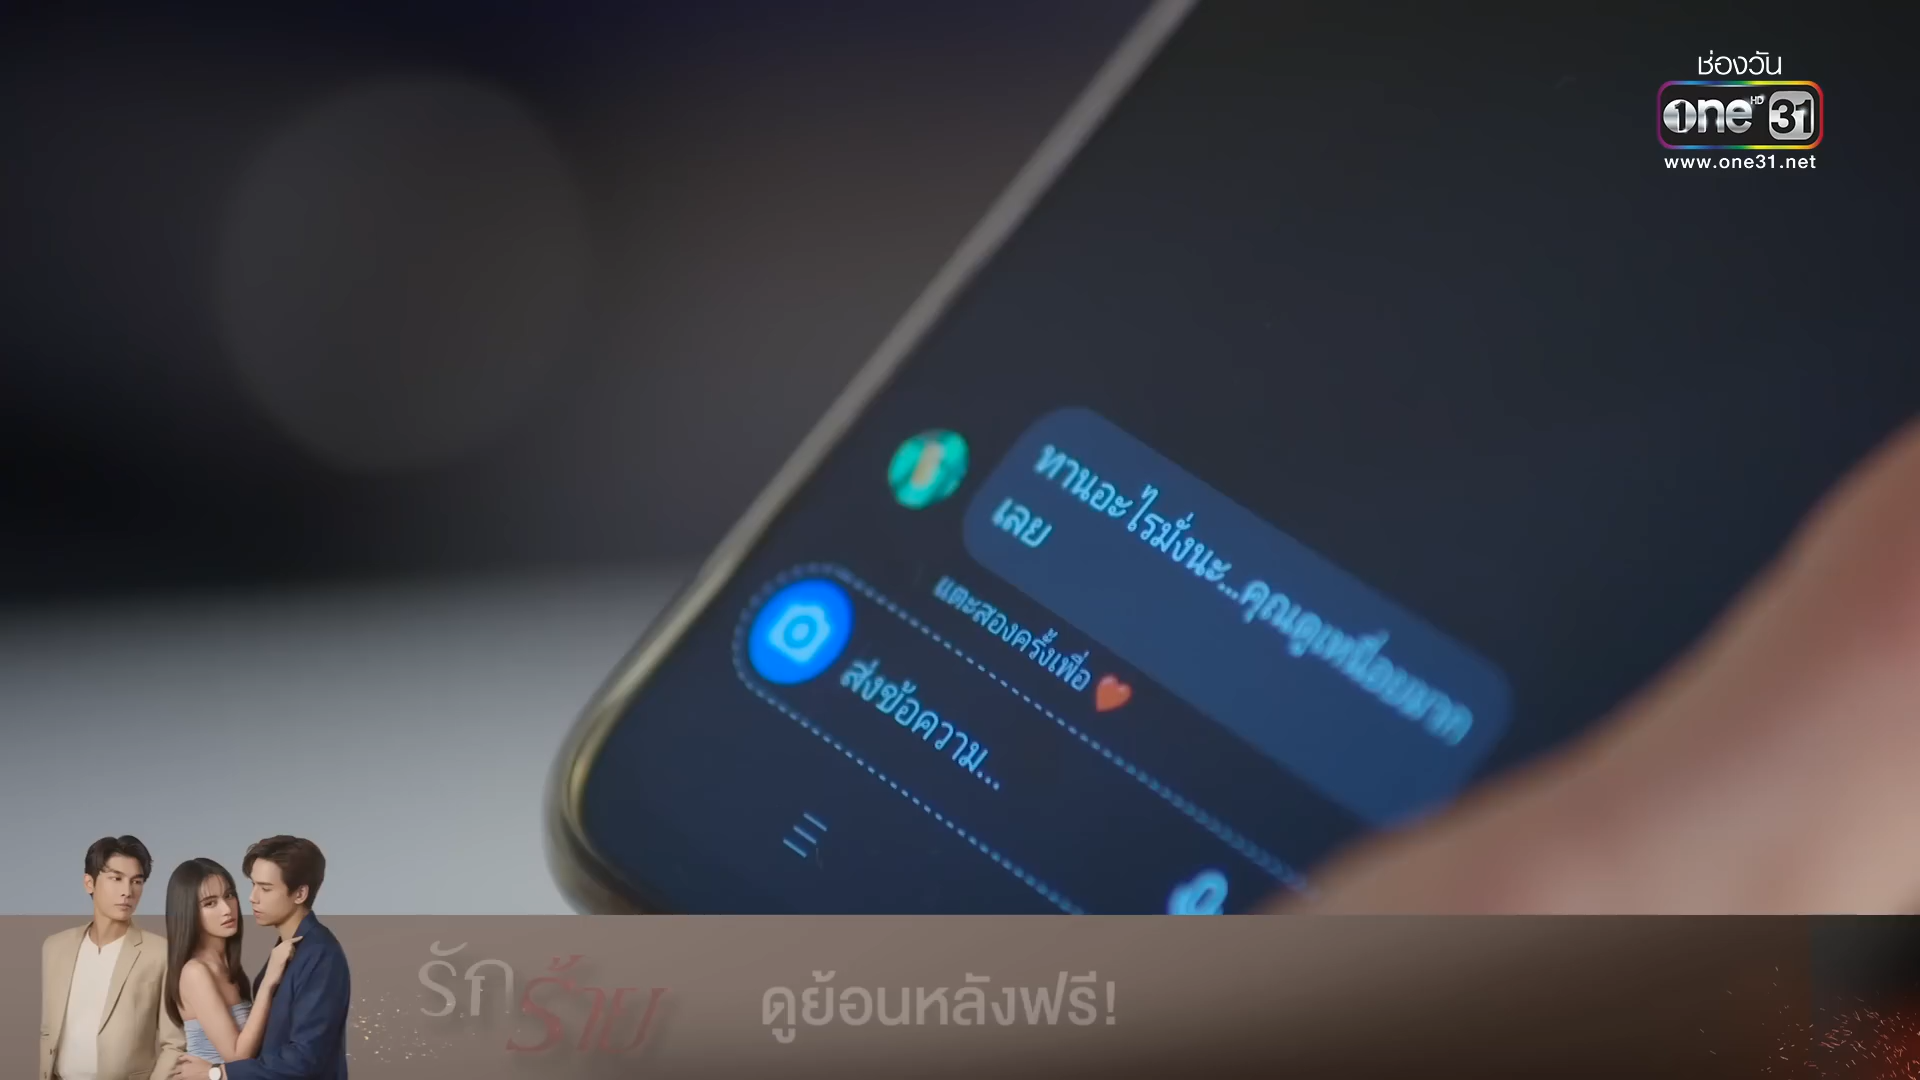 ช่องวัน
one HD 31
www.one31.net
ทานอะไรมั่งนะ...คุณดูเหนื่อยมาก
เลย
แตะสองครั้งเพื่อ ❤️
ส่งข้อความ...
รักร้าย
ดูย้อนหลังฟรี!